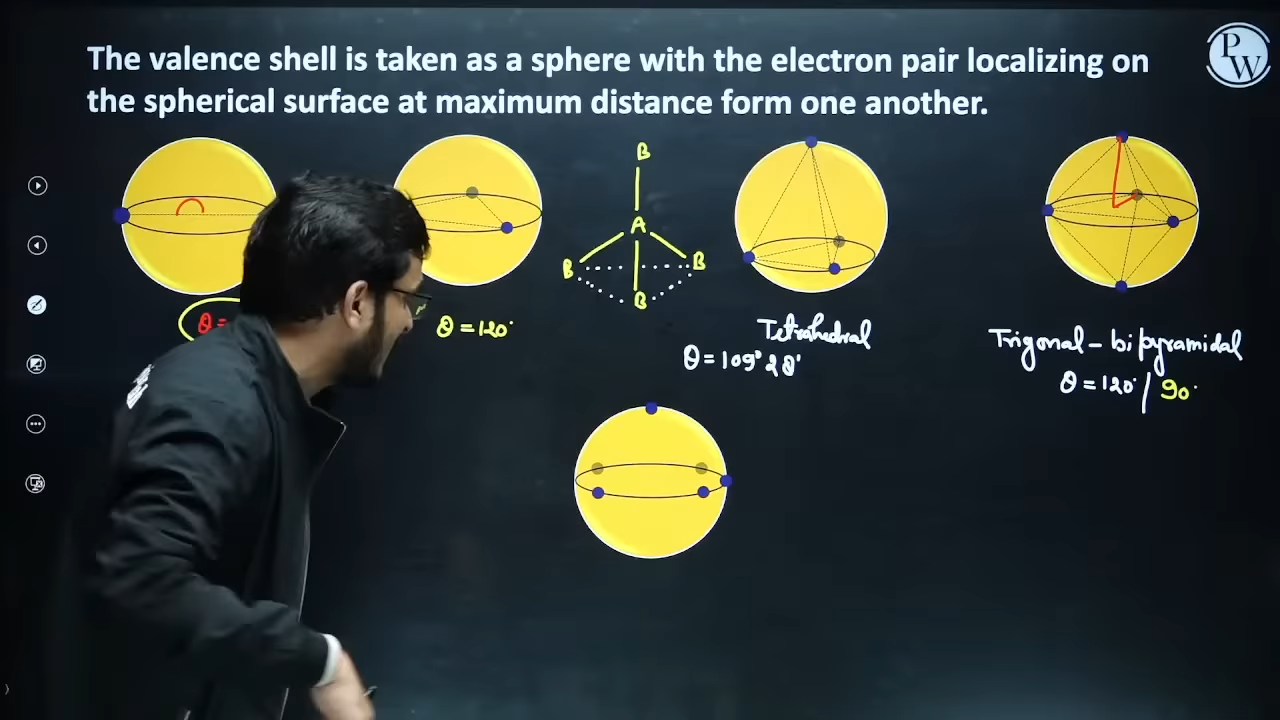 The valence shell is taken as a sphere with the electron pair localizing on
the spherical surface at maximum distance form one another.
PW
B
A
B
B
B
θ =
θ = 120°
Tetrahedral
θ = 109° 28'
Trigonal - bipyramidal
θ = 120° / 90°